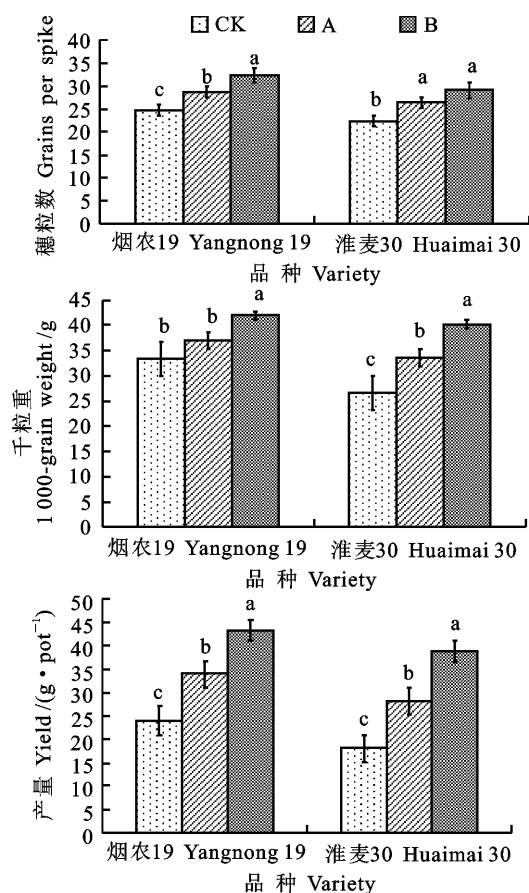 CK A B
穗粒数 Grains per spike
40
35
30
25
20
15
10
5
0
c b a b a a
烟农19 Yangnong 19 淮麦30 Huaimai 30
品 种 Variety
千粒重
1 000-grain weight /g
45
40
35
30
25
20
15
10
5
0
b b a c b a
烟农19 Yangnong 19 淮麦30 Huaimai 30
品 种 Variety
产量 Yield /(g·pot⁻¹)
50
45
40
35
30
25
20
15
10
5
0
c b a c b a
烟农19 Yangnong 19 淮麦30 Huaimai 30
品 种 Variety